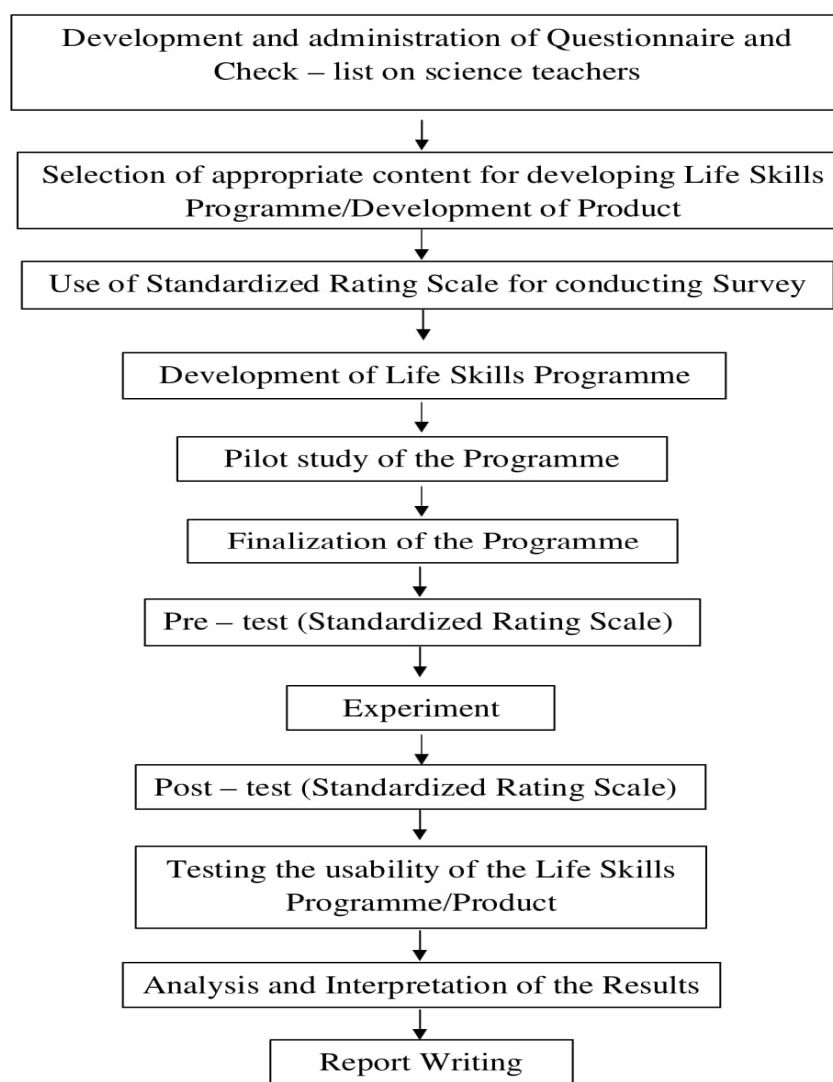 Development and administration of Questionnaire and
Check – list on science teachers
Selection of appropriate content for developing Life Skills
Programme/Development of Product
Use of Standardized Rating Scale for conducting Survey
Development of Life Skills Programme
Pilot study of the Programme
Finalization of the Programme
Pre – test (Standardized Rating Scale)
Experiment
Post – test (Standardized Rating Scale)
Testing the usability of the Life Skills
Programme/Product
Analysis and Interpretation of the Results
Report Writing